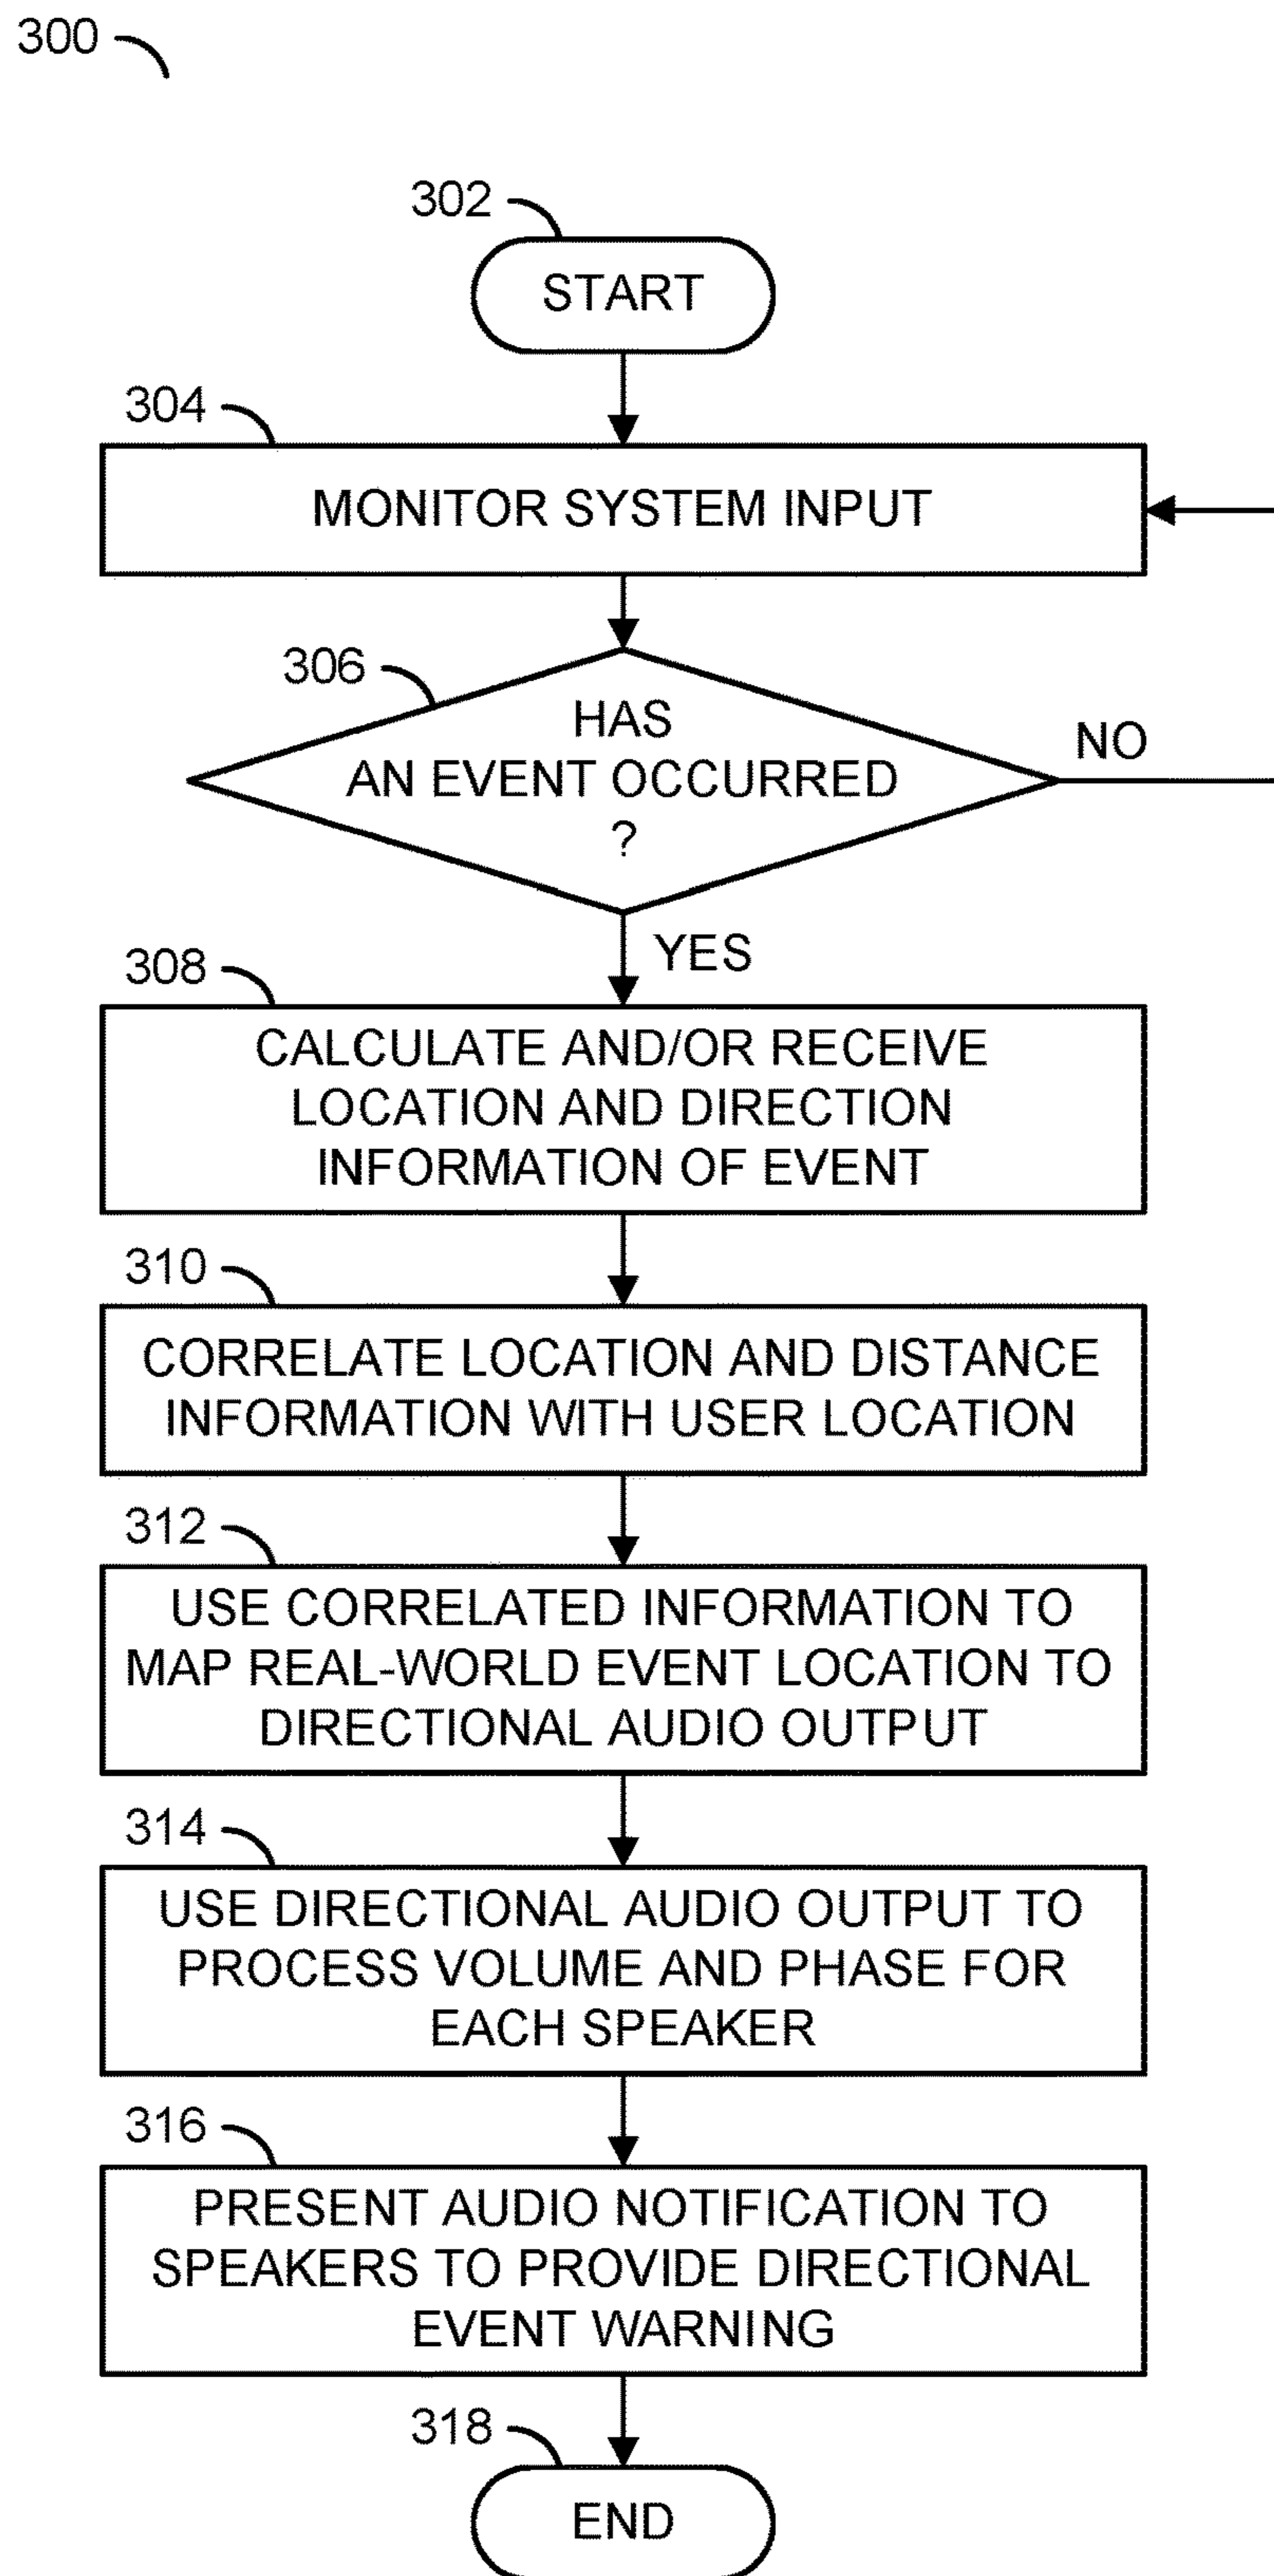 300
302
START
304
MONITOR SYSTEM INPUT
306
HAS
AN EVENT OCCURRED
?
NO
YES
308
CALCULATE AND/OR RECEIVE
LOCATION AND DIRECTION
INFORMATION OF EVENT
310
CORRELATE LOCATION AND DISTANCE
INFORMATION WITH USER LOCATION
312
USE CORRELATED INFORMATION TO
MAP REAL-WORLD EVENT LOCATION TO
DIRECTIONAL AUDIO OUTPUT
314
USE DIRECTIONAL AUDIO OUTPUT TO
PROCESS VOLUME AND PHASE FOR
EACH SPEAKER
316
PRESENT AUDIO NOTIFICATION TO
SPEAKERS TO PROVIDE DIRECTIONAL
EVENT WARNING
318
END